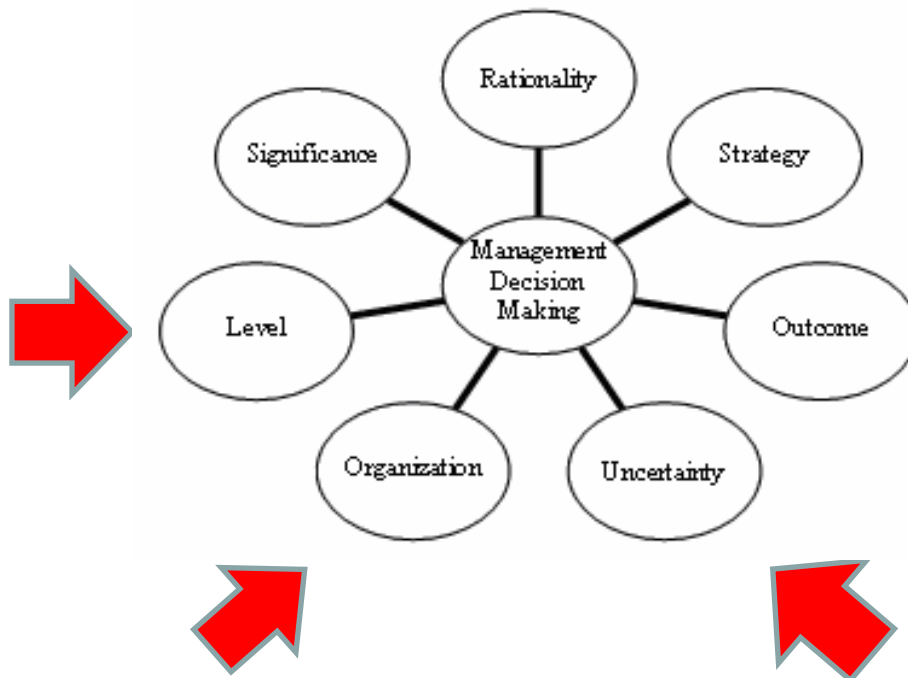 Rationality
Significance
Strategy
Management
Decision
Making
Level
Outcome
Organization
Uncertainty